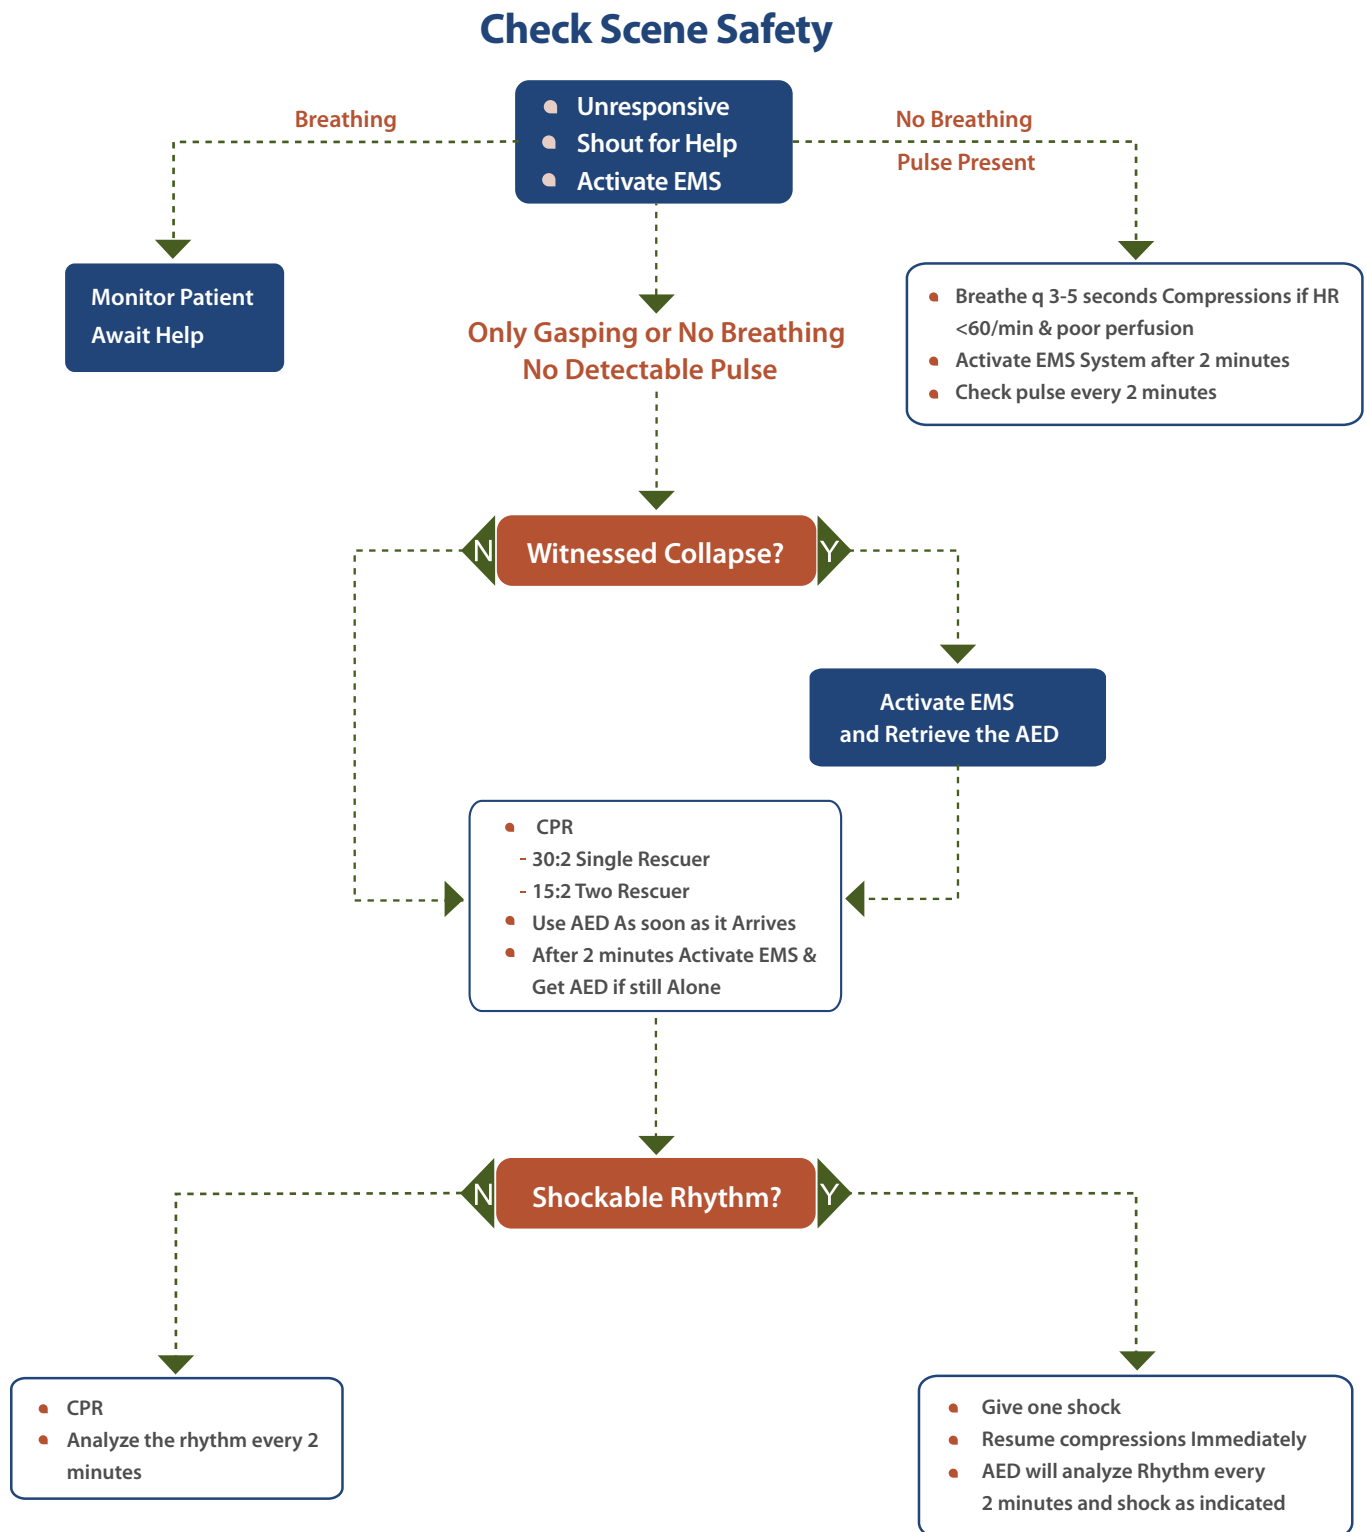 Check Scene Safety
Unresponsive
Shout for Help
Activate EMS
Breathing
No Breathing
Pulse Present
Monitor Patient
Await Help
Breathe q 3-5 seconds Compressions if HR
<60/min & poor perfusion
Activate EMS System after 2 minutes
Check pulse every 2 minutes
Only Gasping or No Breathing
No Detectable Pulse
N
Witnessed Collapse?
Y
Activate EMS
and Retrieve the AED
CPR
- 30:2 Single Rescuer
- 15:2 Two Rescuer
Use AED As soon as it Arrives
After 2 minutes Activate EMS &
Get AED if still Alone
N
Shockable Rhythm?
Y
CPR
Analyze the rhythm every 2
minutes
Give one shock
Resume compressions Immediately
AED will analyze Rhythm every
2 minutes and shock as indicated